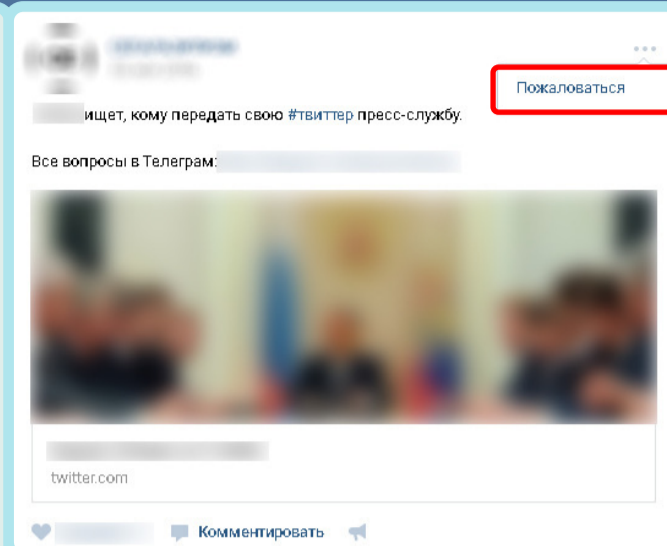 Пожаловаться
ищет, кому передать свою #твиттер пресс-службу.
Все вопросы в Телеграм:
twitter.com
Комментировать